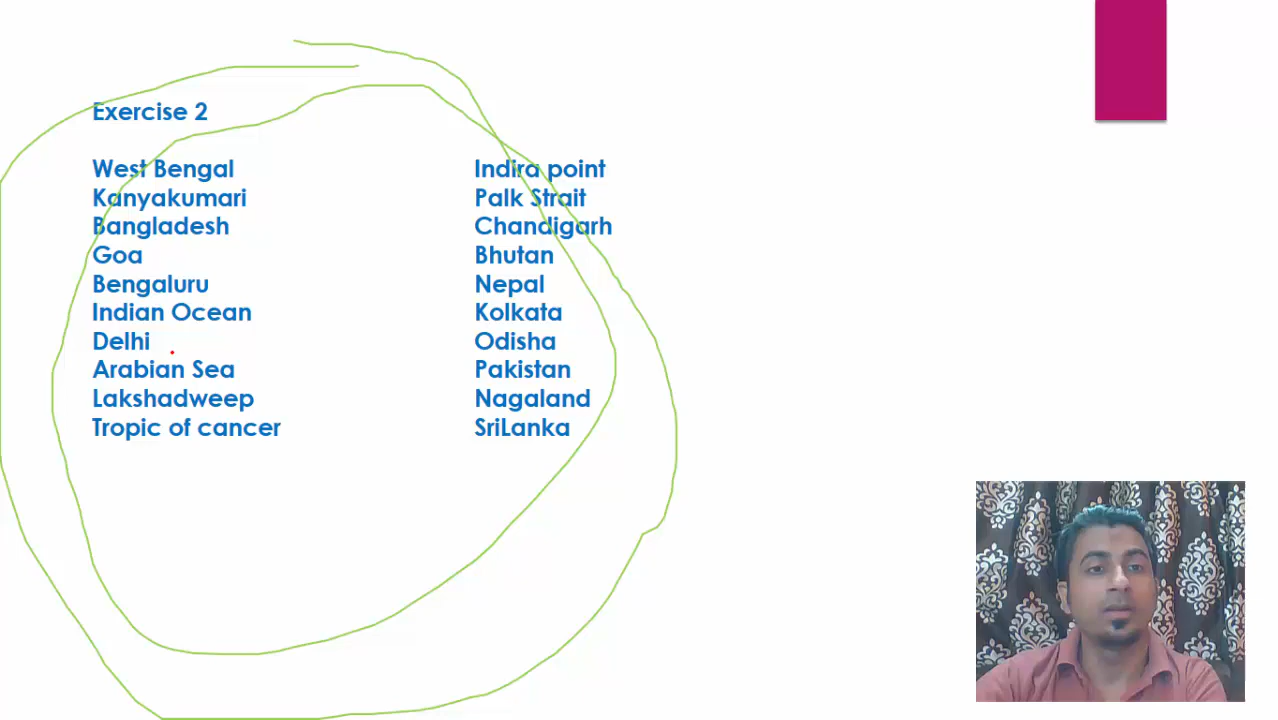 Exercise 2
West Bengal Indira point
Kanyakumari Palk Strait
Bangladesh Chandigarh
Goa Bhutan
Bengaluru Nepal
Indian Ocean Kolkata
Delhi Odisha
Arabian Sea Pakistan
Lakshadweep Nagaland
Tropic of cancer SriLanka